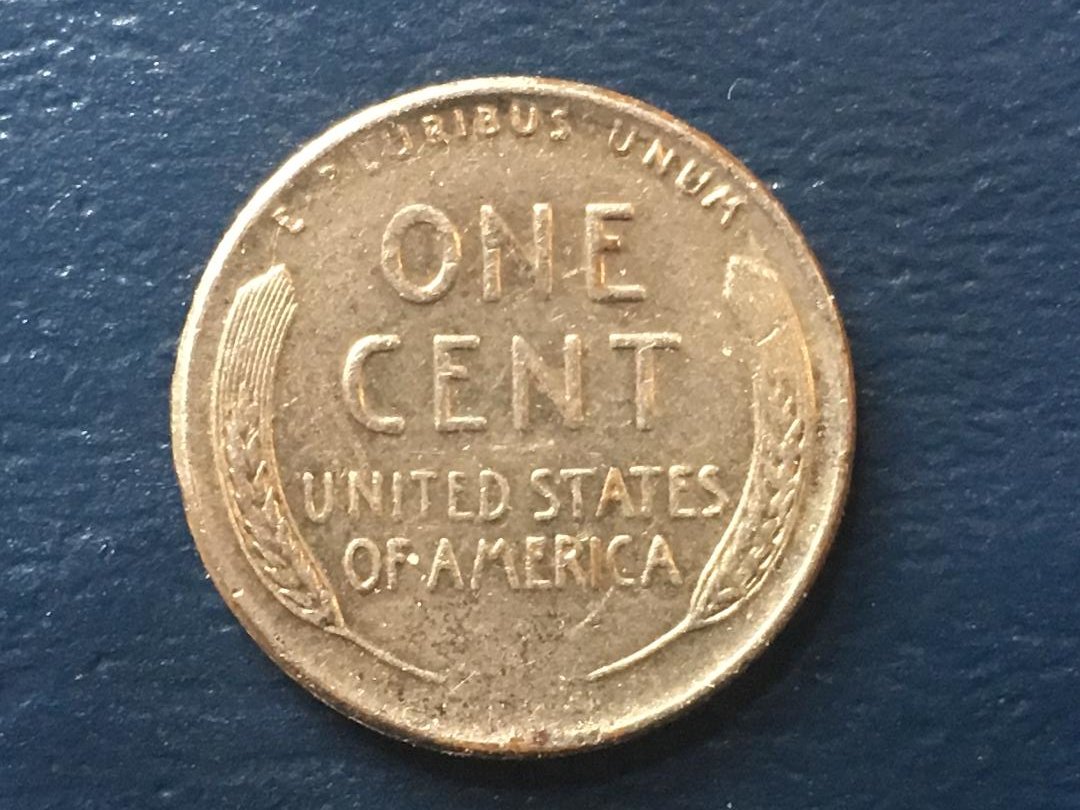 E PLURIBUS UNUM
ONE
CENT
UNITED STATES
OF·AMERICA